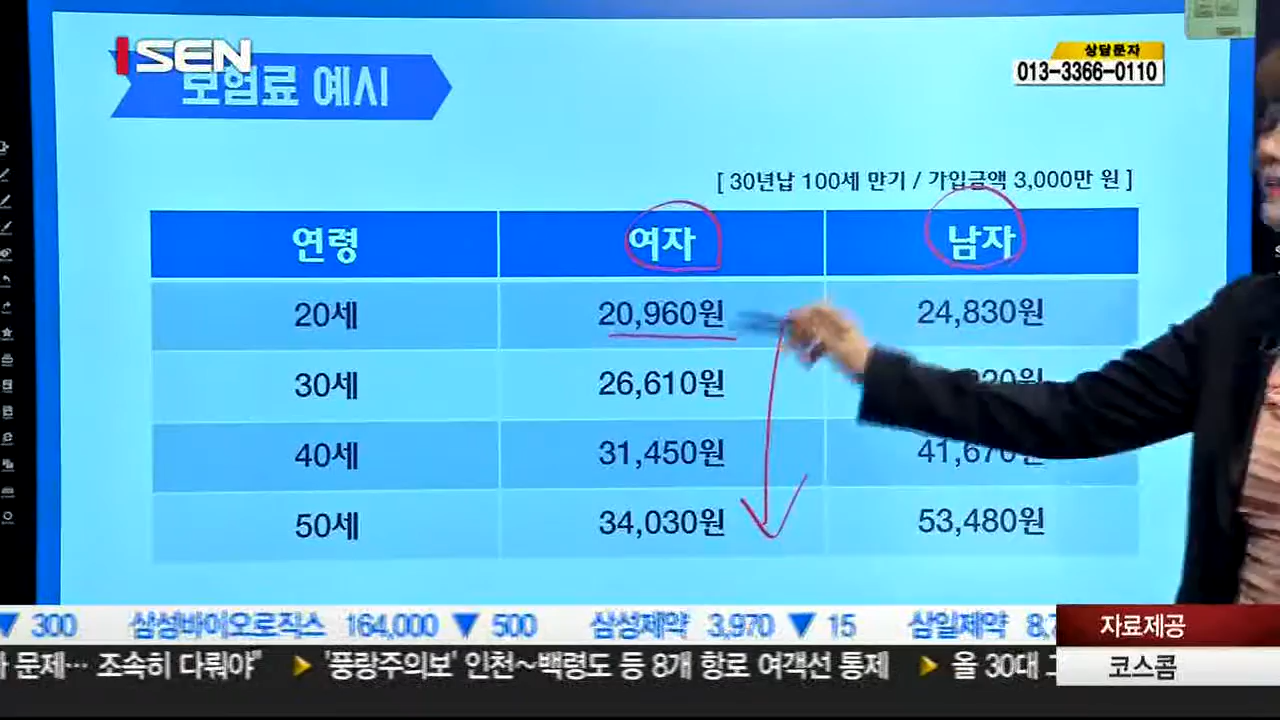 SEN
보험료 예시
상담문자
013-3366-0110
[ 30년납 100세 만기 / 가입금액 3,000만 원 ]
연령 여자 남자
20세 20,960원 24,830원
30세 26,610원
40세 31,450원 41,670원
50세 34,030원 53,480원
▼ 300 삼성바이오로직스 164,000 ▼ 500 삼성제약 3,970 ▼ 15 삼일제약
자료제공
문제… 조속히 다뤄야" ▶ '풍랑주의보' 인천~백령도 등 8개 항로 여객선 통제 ▶ 올 30대
코스콤